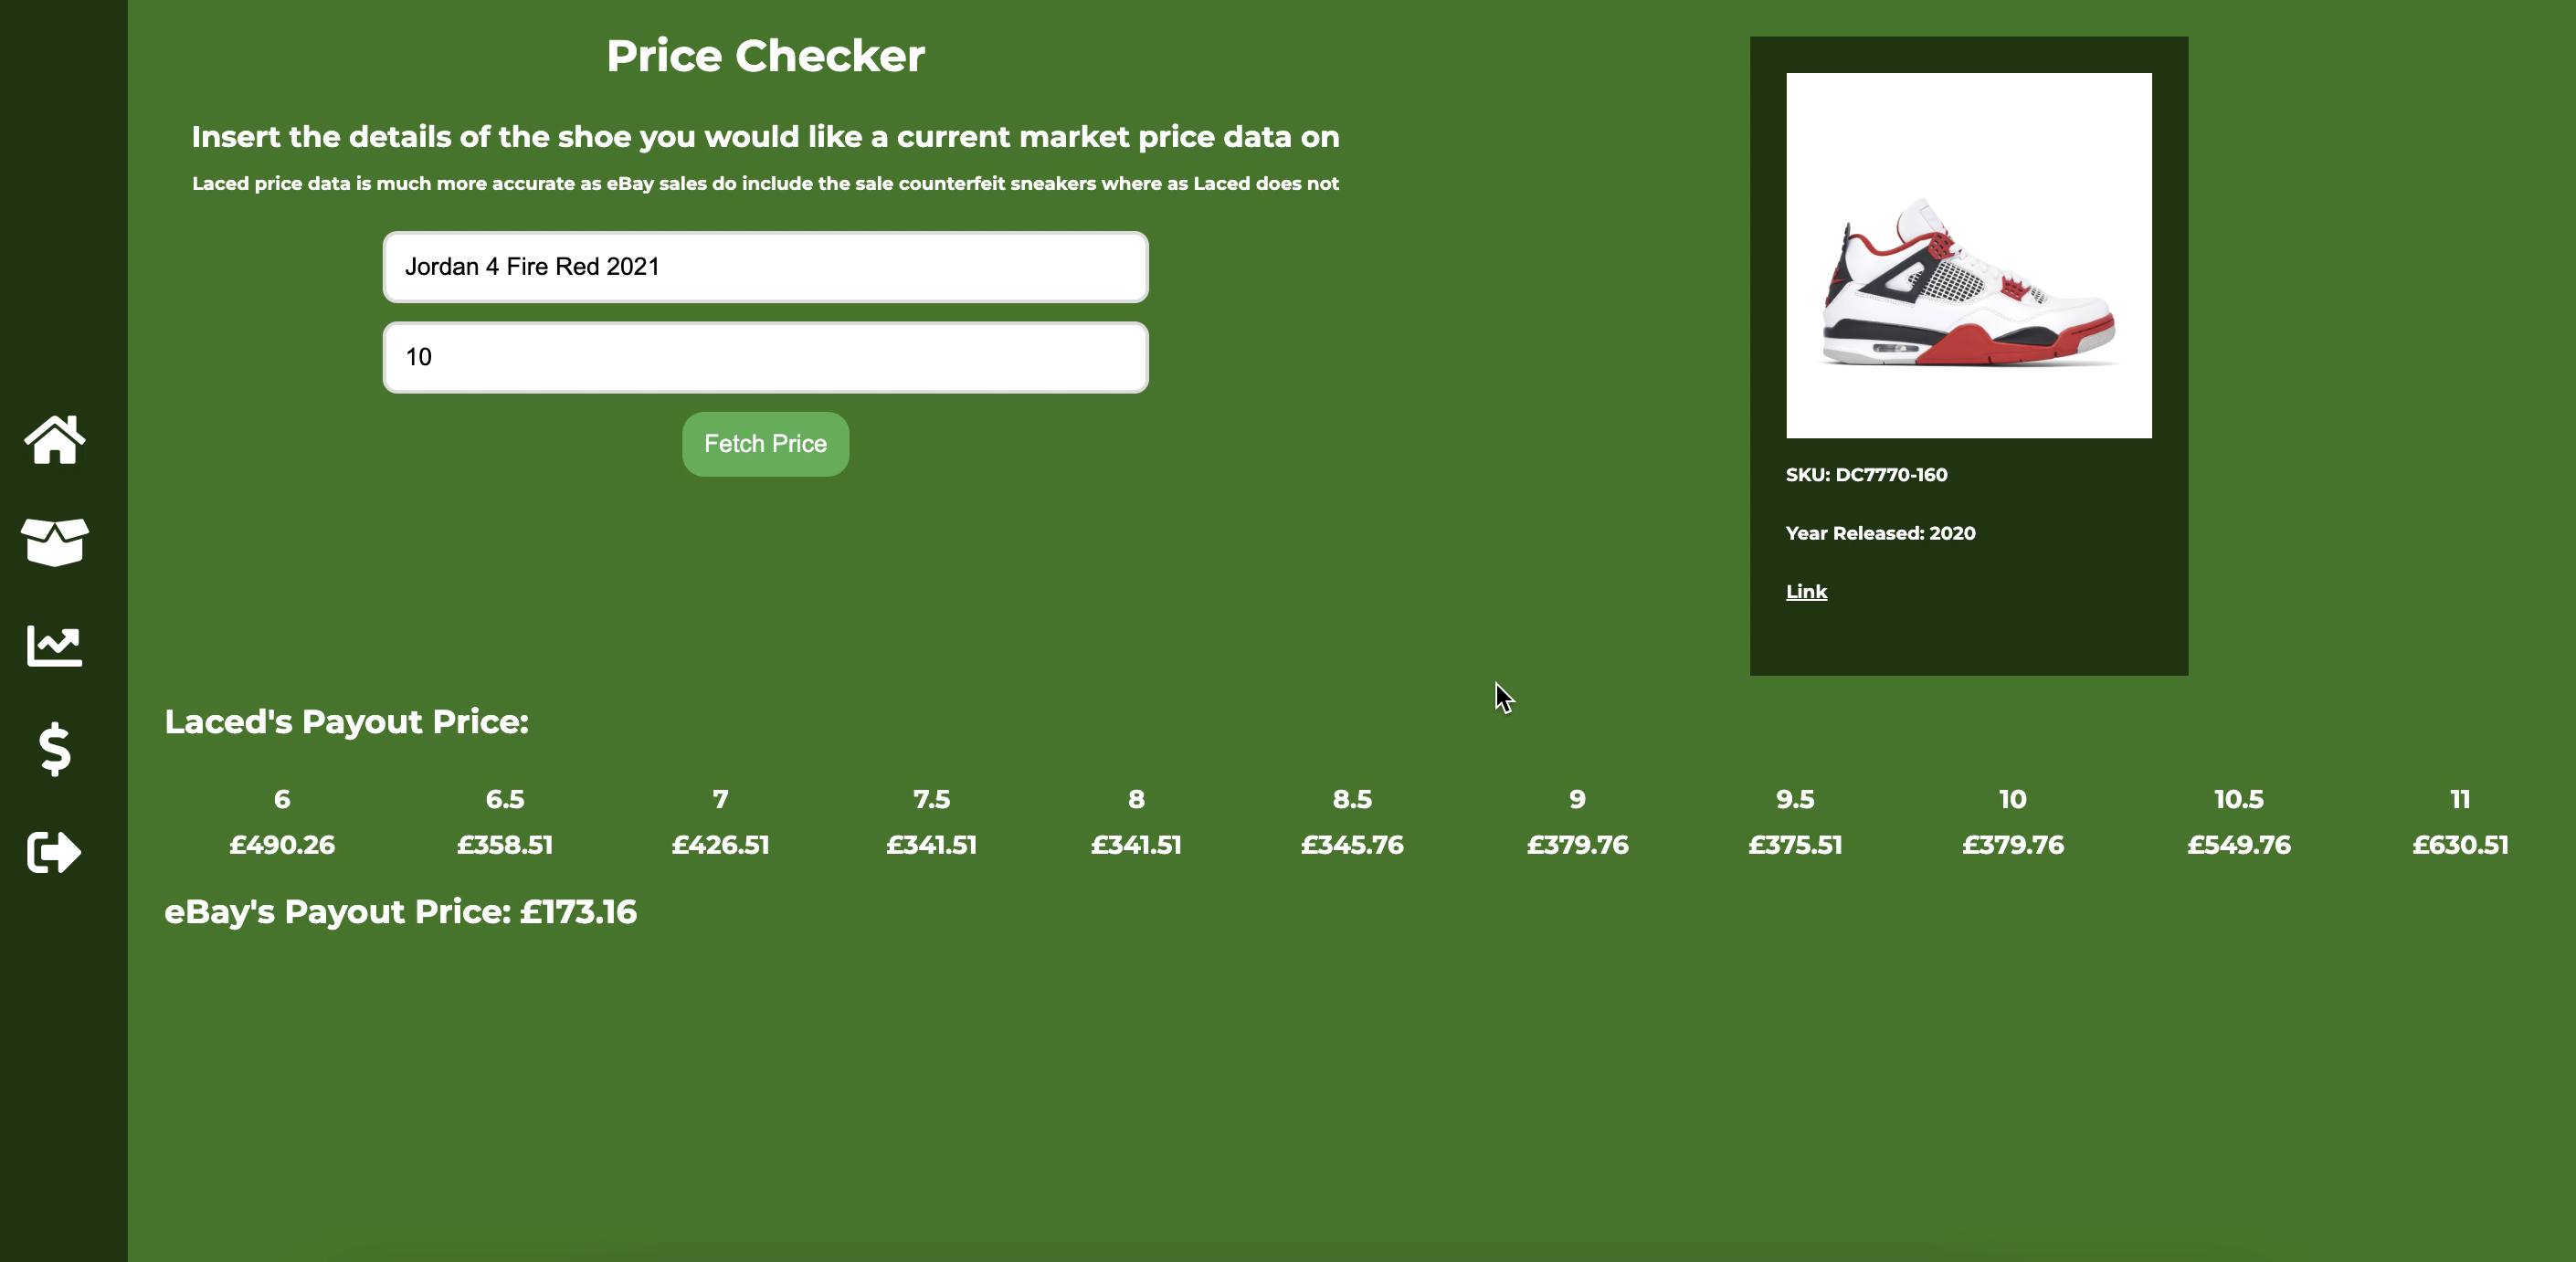 Price Checker
Insert the details of the shoe you would like a current market price data on
Laced price data is much more accurate as eBay sales do include the sale counterfeit sneakers where as Laced does not
Jordan 4 Fire Red 2021
10
Fetch Price
SKU: DC7770-160
Year Released: 2020
Link
Laced's Payout Price:
6 6.5 7 7.5 8 8.5 9 9.5 10 10.5 11
£490.26 £358.51 £426.51 £341.51 £341.51 £345.76 £379.76 £375.51 £379.76 £549.76 £630.51
eBay's Payout Price: £173.16